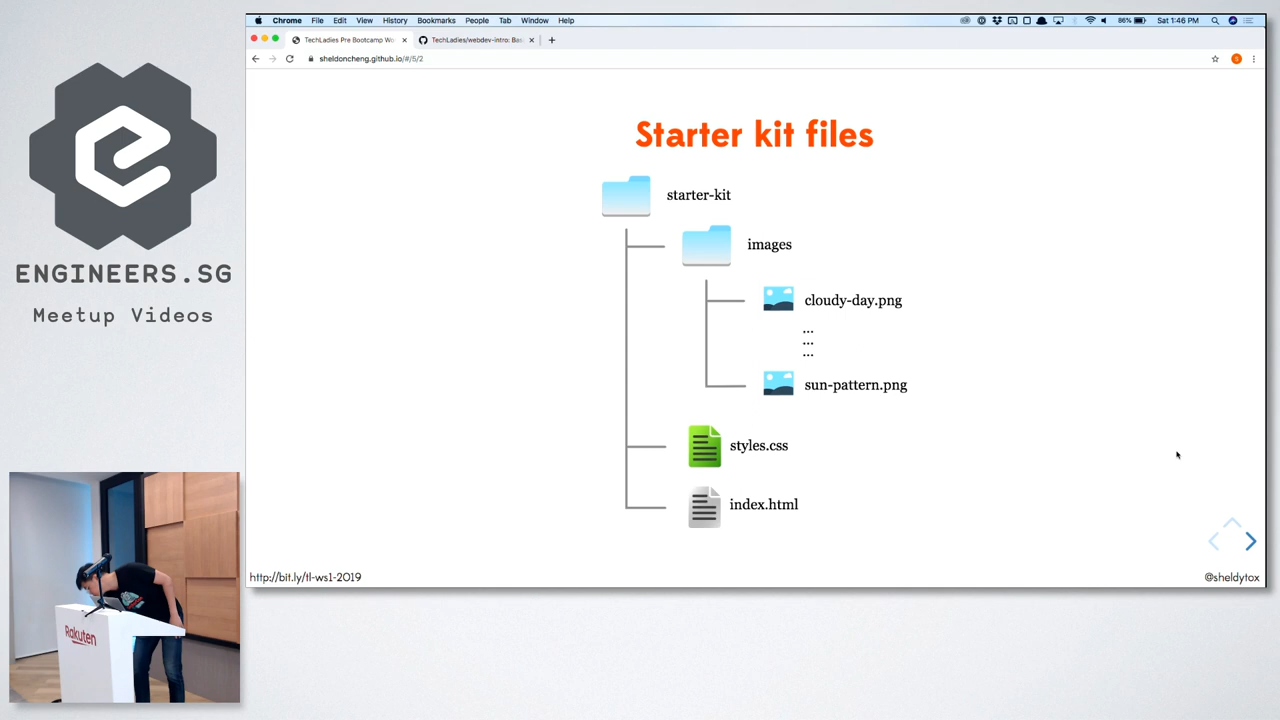 Chrome File Edit View History Bookmarks People Tab Window Help
86% Sat 1:46 PM
TechLadies Pre Bootcamp Wo
TechLadies/webdev-intro: Bas
sheldoncheng.github.io/#/5/2
S
Starter kit files
starter-kit
images
cloudy-day.png
...
...
...
sun-pattern.png
styles.css
index.html
http://bit.ly/tl-ws1-2019
@sheldytox
ENGINEERS.SG
Meetup Videos
Rakuten